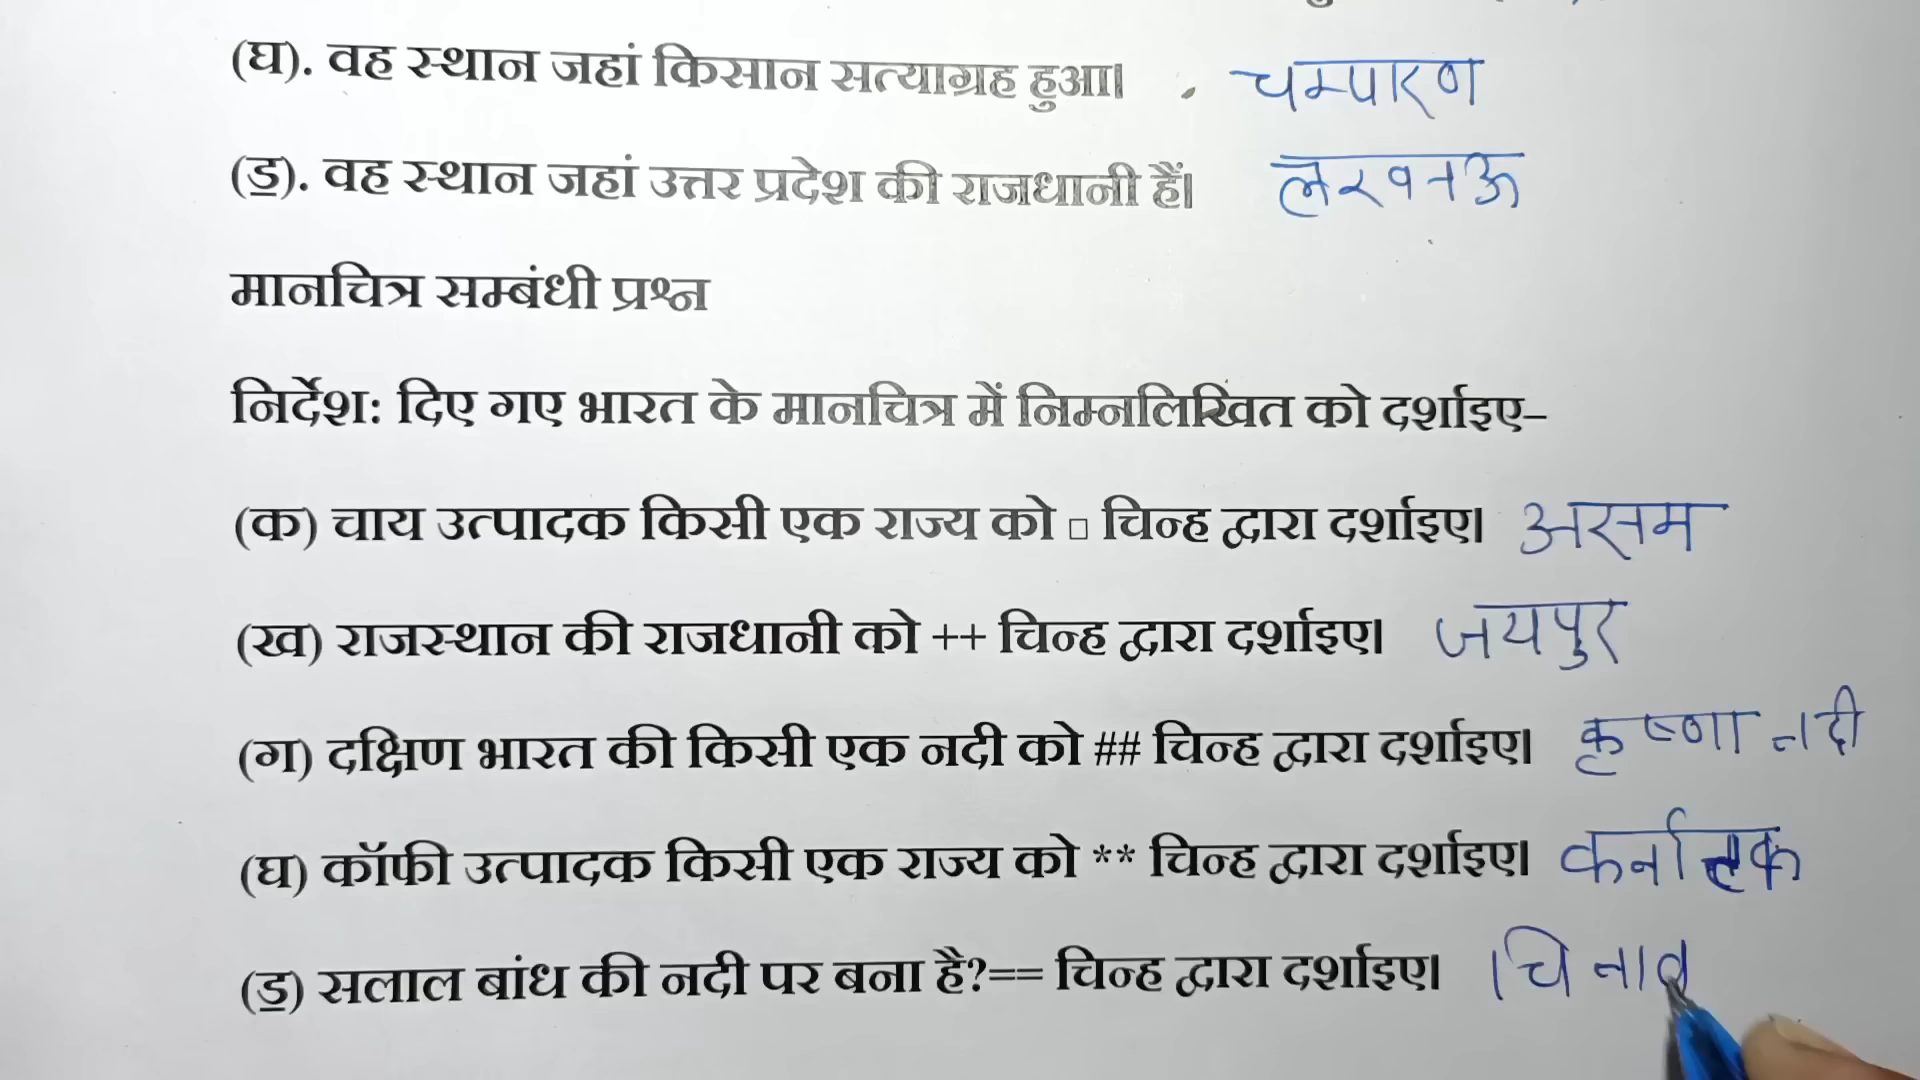 (घ). वह स्थान जहां किसान सत्याग्रह हुआ। चम्पारण
(ड). वह स्थान जहां उत्तर प्रदेश की राजधानी हैं। लखनऊ
मानचित्र सम्बंधी प्रश्न
निर्देश: दिए गए भारत के मानचित्र में निम्नलिखित को दर्शाइए–
(क) चाय उत्पादक किसी एक राज्य को □ चिन्ह द्वारा दर्शाइए। असम
(ख) राजस्थान की राजधानी को ++ चिन्ह द्वारा दर्शाइए। जयपुर
(ग) दक्षिण भारत की किसी एक नदी को ## चिन्ह द्वारा दर्शाइए। कृष्णा नदी
(घ) कॉफी उत्पादक किसी एक राज्य को ** चिन्ह द्वारा दर्शाइए। कर्नाटक
(ड) सलाल बांध की नदी पर बना है?== चिन्ह द्वारा दर्शाइए। चिनाव